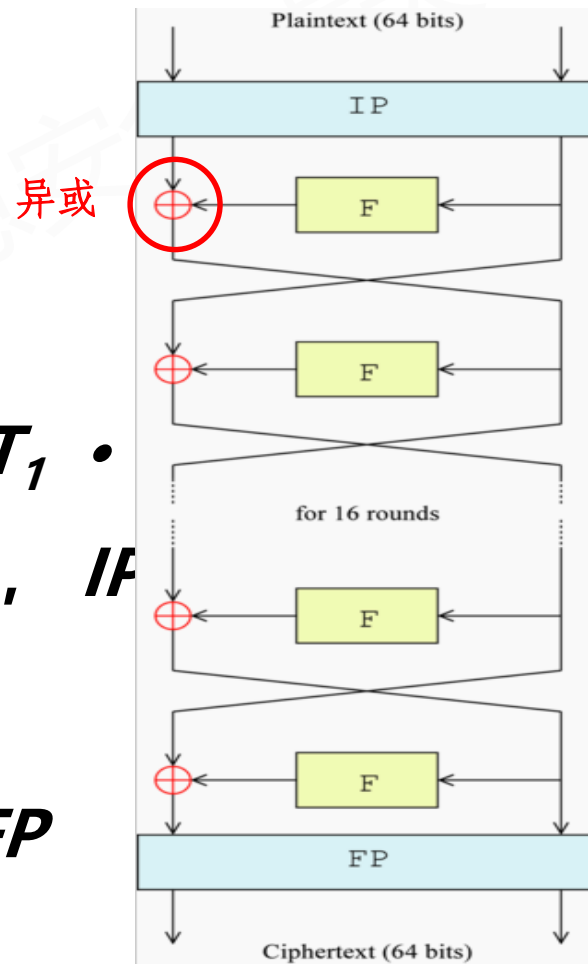 Plaintext (64 bits)
IP
异或
F
F
T₁ •
for 16 rounds
, IP
F
F
FP
FP
Ciphertext (64 bits)